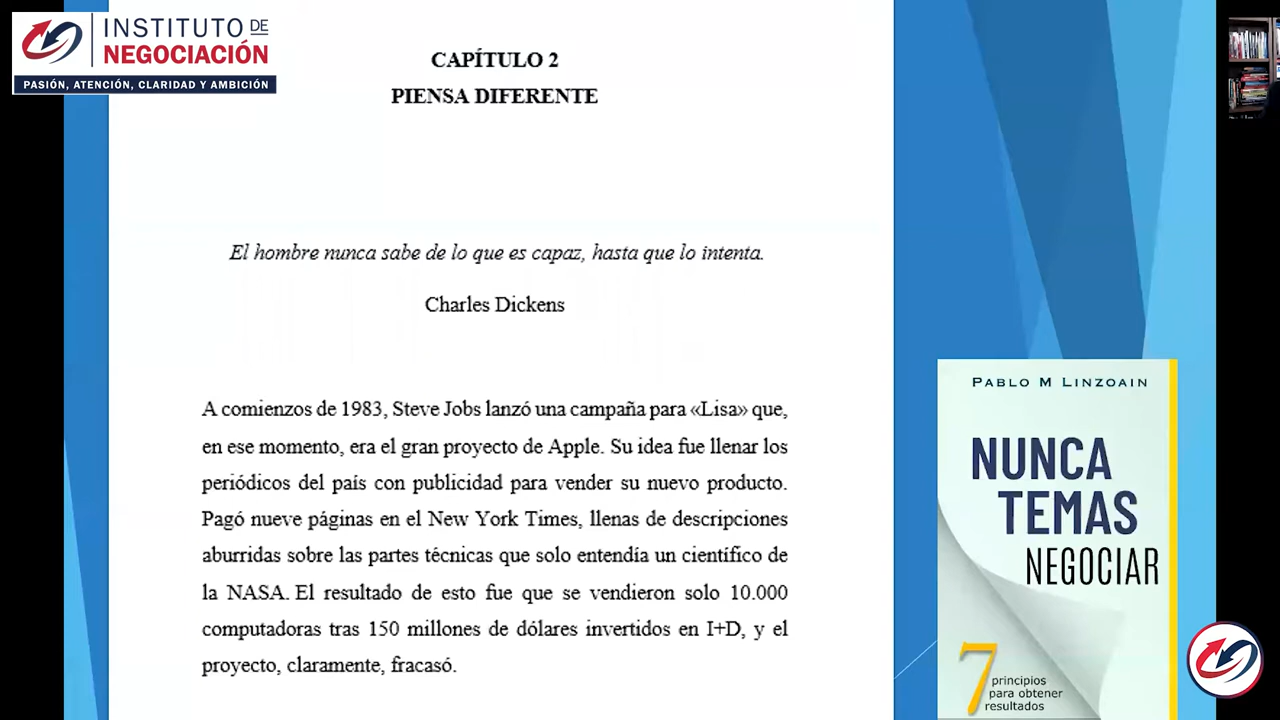 INSTITUTO DE
NEGOCIACIÓN
PASIÓN, ATENCIÓN, CLARIDAD Y AMBICIÓN
CAPÍTULO 2
PIENSA DIFERENTE
El hombre nunca sabe de lo que es capaz, hasta que lo intenta.
Charles Dickens
A comienzos de 1983, Steve Jobs lanzó una campaña para «Lisa» que,
en ese momento, era el gran proyecto de Apple. Su idea fue llenar los
periódicos del país con publicidad para vender su nuevo producto.
Pagó nueve páginas en el New York Times, llenas de descripciones
aburridas sobre las partes técnicas que solo entendía un científico de
la NASA. El resultado de esto fue que se vendieron solo 10.000
computadoras tras 150 millones de dólares invertidos en I+D, y el
proyecto, claramente, fracasó.
PABLO M LINZOAIN
NUNCA
TEMAS
NEGOCIAR
7 principios
para obtener
resultados